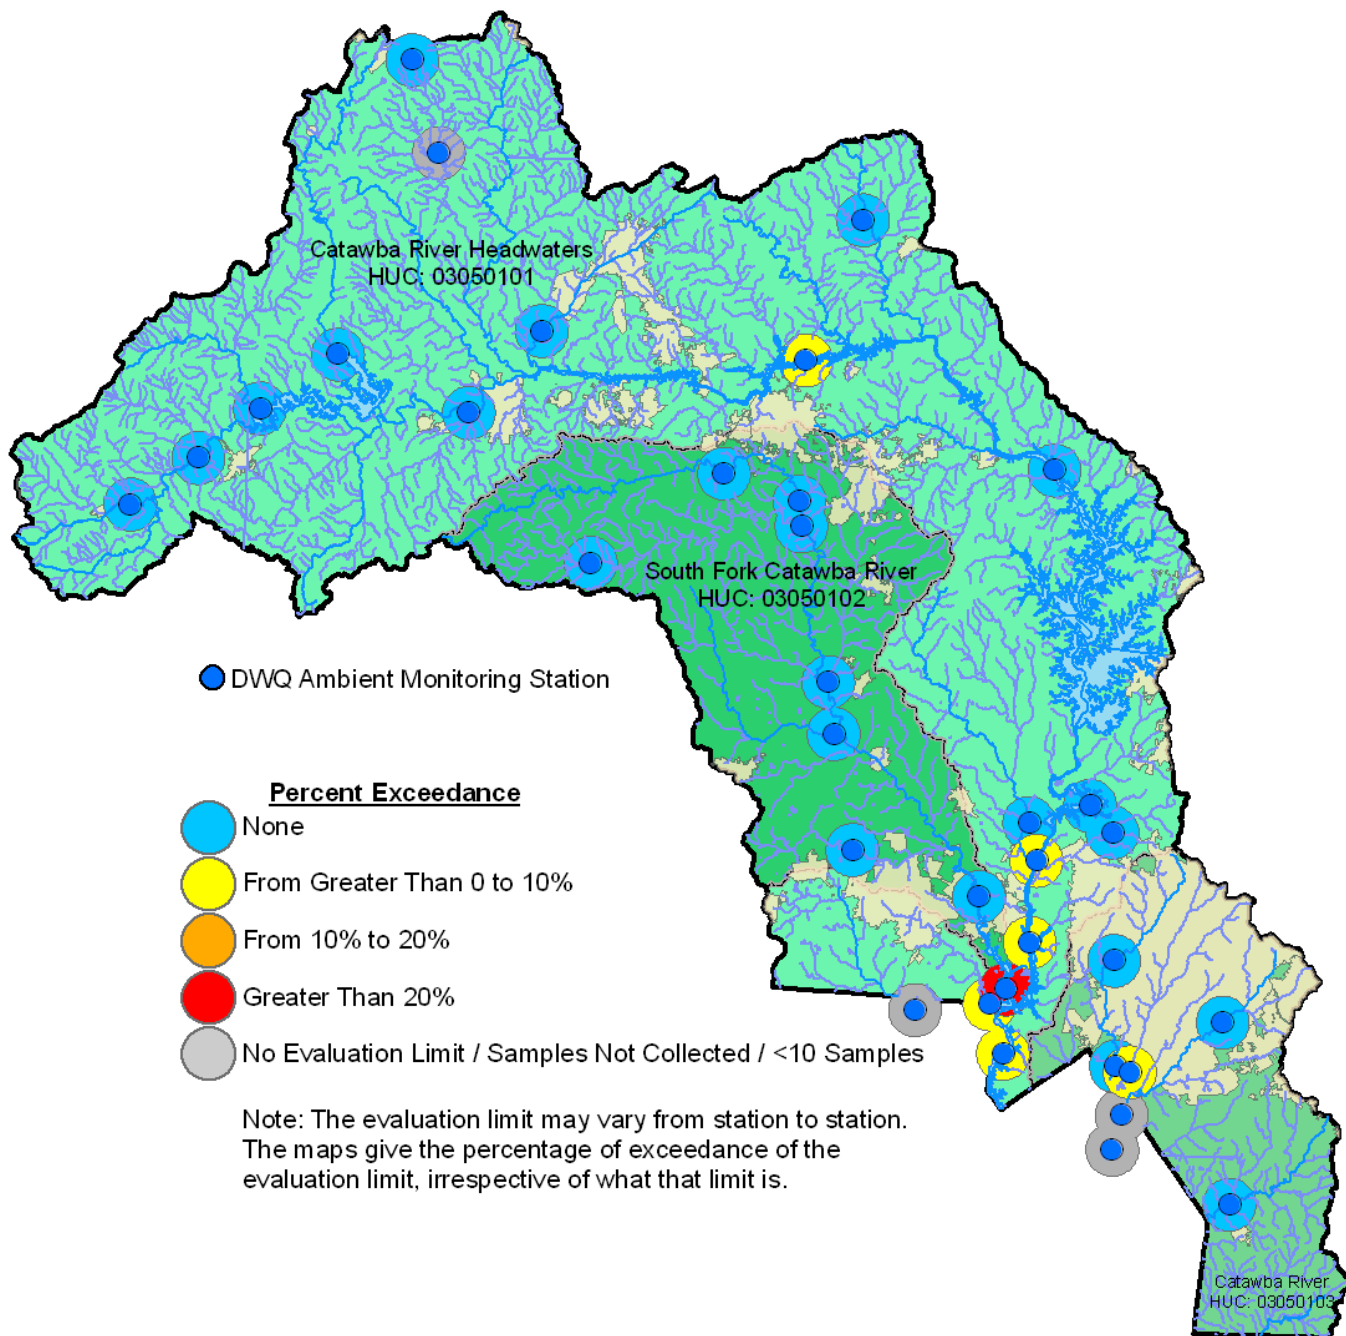 Catawba River Headwaters
HUC: 03050101
South Fork Catawba River
HUC: 03050102
DWQ Ambient Monitoring Station
Percent Exceedance
None
From Greater Than 0 to 10%
From 10% to 20%
Greater Than 20%
No Evaluation Limit / Samples Not Collected / <10 Samples
Note: The evaluation limit may vary from station to station.
The maps give the percentage of exceedance of the
evaluation limit, irrespective of what that limit is.
Catawba River
HUC: 03050103